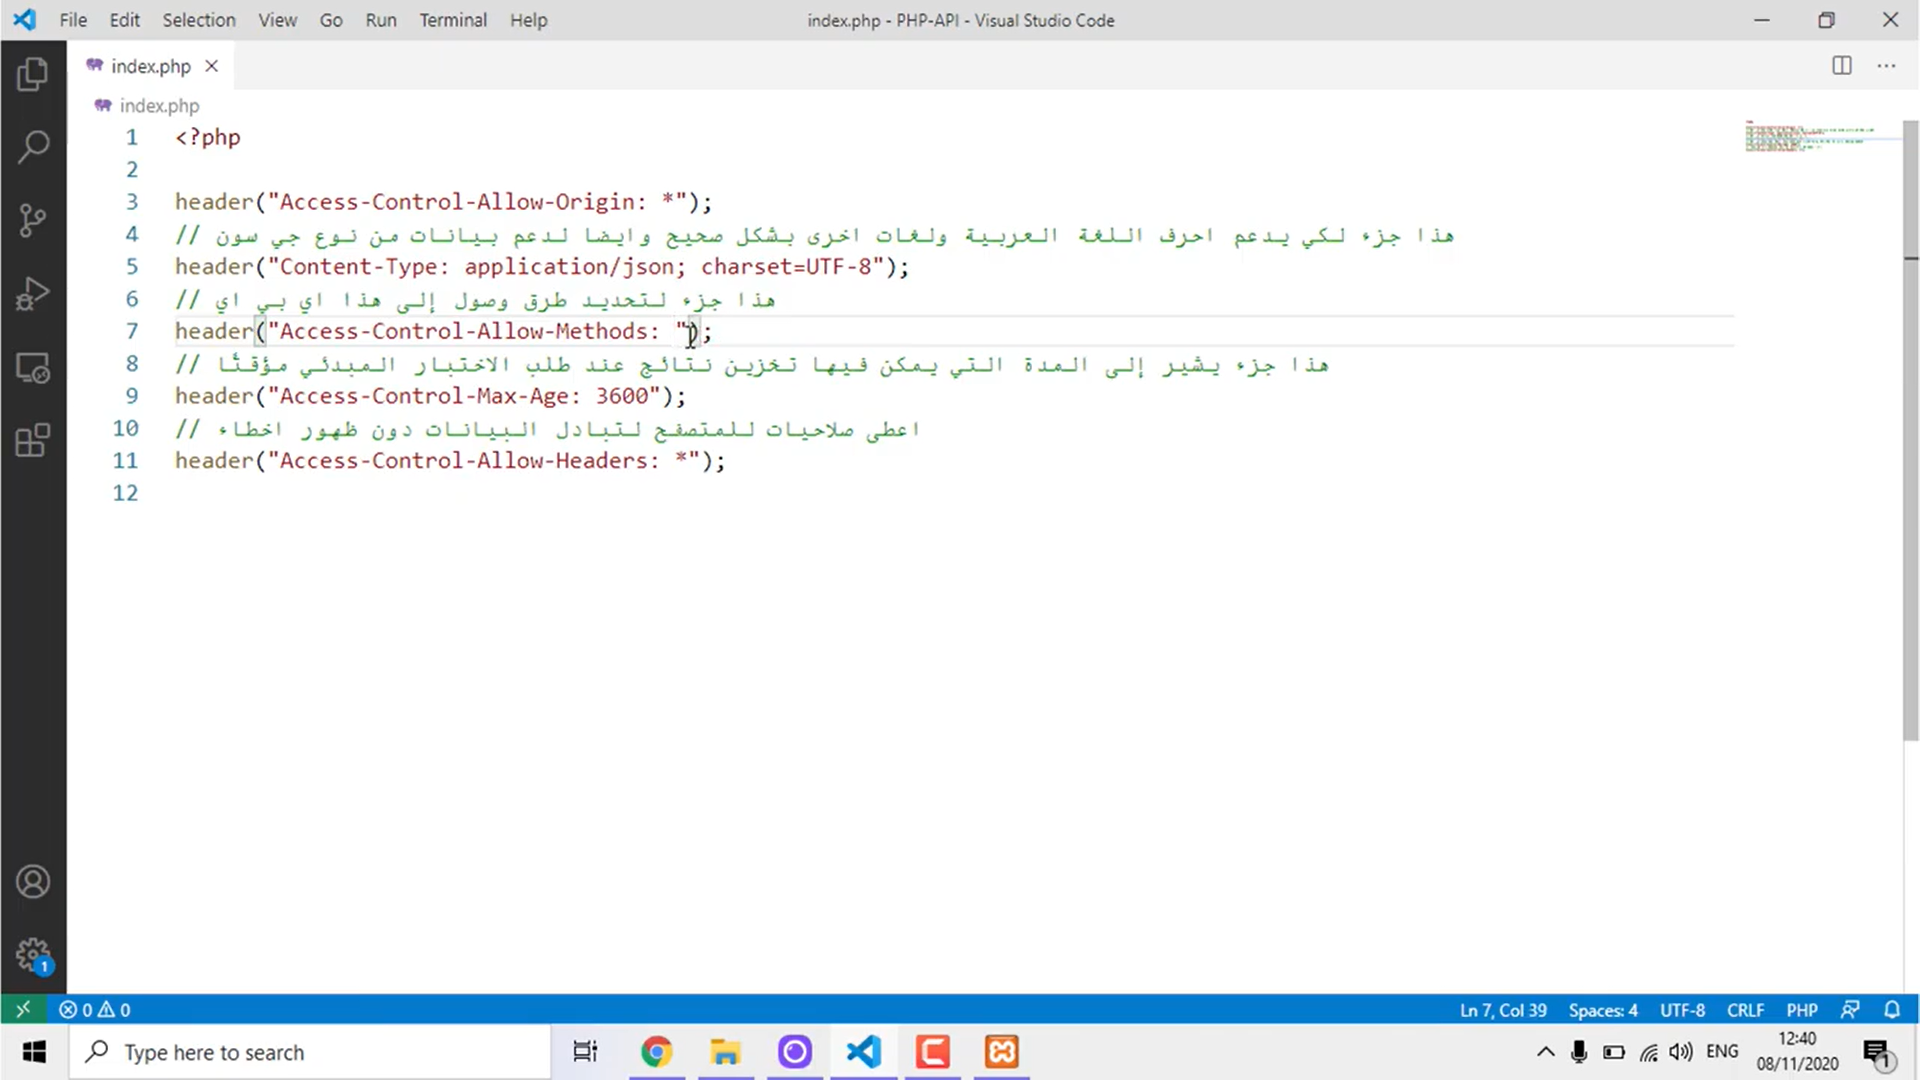 File Edit Selection View Go Run Terminal Help
index.php - PHP-API - Visual Studio Code
index.php
index.php
1 <?php
2
3 header("Access-Control-Allow-Origin: *");
4 // هذا جزء لكي يدعم احرف اللغة العربية ولغات اخرى بشكل صحيح وايضا لدعم بيانات من نوع جي سون
5 header("Content-Type: application/json; charset=UTF-8");
6 // هذا جزء لتحديد طرق وصول إلى هذا اي بي اي
7 header("Access-Control-Allow-Methods: ");
8 // هذا جزء يشير إلى المدة التي يمكن فيها تخزين نتائج عند طلب الاختبار المبدئي مؤقتًا
9 header("Access-Control-Max-Age: 3600");
10 // اعطى صلاحيات للمتصفح لتبادل البيانات دون ظهور اخطاء
11 header("Access-Control-Allow-Headers: *");
12
1
0 0
Ln 7, Col 39 Spaces: 4 UTF-8 CRLF PHP
Type here to search
ENG
12:40
08/11/2020
1